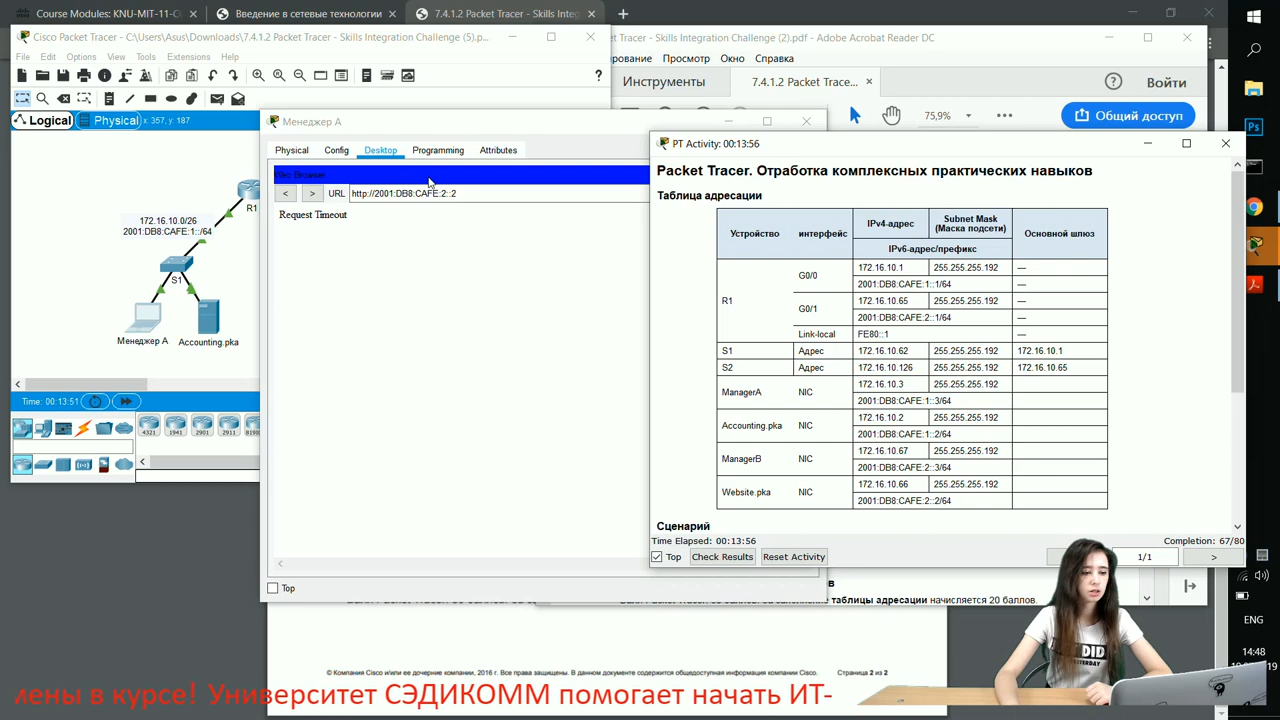 Course Modules: KNU-MIT-11-C
Введение в сетевые технологии
7.4.1.2 Packet Tracer - Skills Integ
Cisco Packet Tracer - C:\Users\Asus\Downloads\7.4.1.2 Packet Tracer - Skills Integration Challenge (5).p...
Tracer - Skills Integration Challenge (2).pdf - Adobe Acrobat Reader DC
File Edit Options View Tools Extensions Help
рование Просмотр Окно Справка
Инструменты
7.4.1.2 Packet Trace...
Войти
75,9%
Общий доступ
Logical
Physical
x: 357, y: 187
Менеджер A
Physical Config Desktop Programming Attributes
Web Browser
URL
http://2001:DB8:CAFE:2::2
Request Timeout
172.16.10.0/26
2001:DB8:CAFE:1::/64
R1
S1
Менеджер A
Accounting.pka
Time: 00:13:51
4321 1941 2901 2911
Top
PT Activity: 00:13:56
Packet Tracer. Отработка комплексных практических навыков
Таблица адресации
Устройство интерфейс IPv4-адрес Subnet Mask (Маска подсети) Основной шлюз
IPv6-адрес/префикс
R1 G0/0 172.16.10.1 255.255.255.192 —
2001:DB8:CAFE:1::1/64 —
G0/1 172.16.10.65 255.255.255.192 —
2001:DB8:CAFE:2::1/64 —
Link-local FE80::1 —
S1 Адрес 172.16.10.62 255.255.255.192 172.16.10.1
S2 Адрес 172.16.10.126 255.255.255.192 172.16.10.65
ManagerA NIC 172.16.10.3 255.255.255.192
2001:DB8:CAFE:1::3/64
Accounting.pka NIC 172.16.10.2 255.255.255.192
2001:DB8:CAFE:1::2/64
ManagerB NIC 172.16.10.67 255.255.255.192
2001:DB8:CAFE:2::3/64
Website.pka NIC 172.16.10.66 255.255.255.192
2001:DB8:CAFE:2::2/64
Сценарий
Time Elapsed: 00:13:56
Completion: 67/80
Top
Check Results
Reset Activity
1/1
>
таблицы адресации начисляется 20 баллов.
© Компания Cisco и/или ее дочерние компании, 2016 г. Все права защищены. В данном документе содержится общедоступная информация компании Cisco.
Страница 2 из 2
ENG
14:48
мены в курсе! Университет СЭДИКОММ помогает начать ИТ-